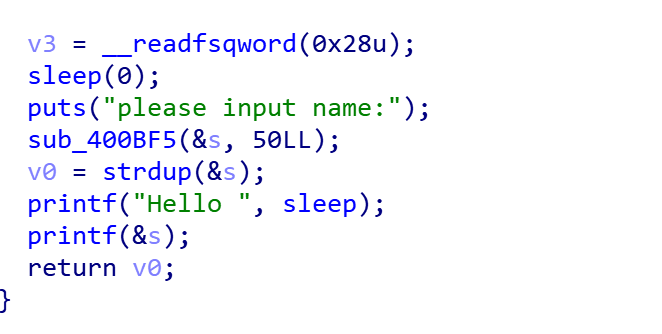 v3 = __readfsqword(0x28u);
sleep(0);
puts("please input name:");
sub_400BF5(&s, 50LL);
v0 = strdup(&s);
printf("Hello ", sleep);
printf(&s);
return v0;
}